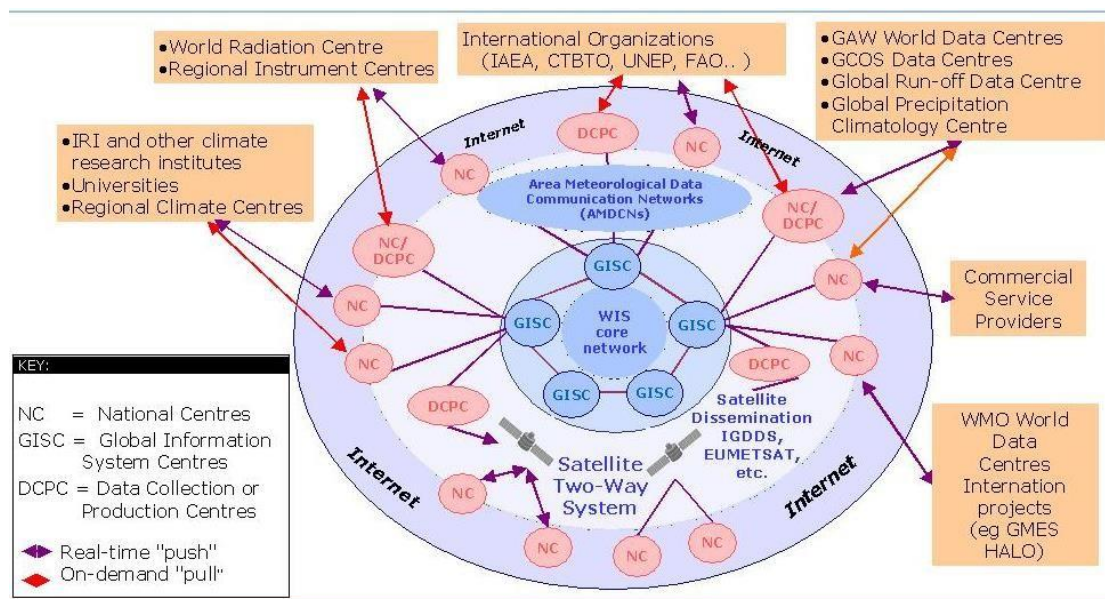 •World Radiation Centre
•Regional Instrument Centres
International Organizations
(IAEA, CTBTO, UNEP, FAO.. )
•GAW World Data Centres
•GCOS Data Centres
•Global Run-off Data Centre
•Global Precipitation
Climatology Centre
•IRI and other climate
research institutes
•Universities
•Regional Climate Centres
Internet
Internet
DCPC
NC
NC
Area Meteorological Data
Communication Networks
(AMDCNs)
NC/
DCPC
NC/
DCPC
GISC
NC
NC
GISC
WIS
core
network
GISC
NC
NC
Commercial
Service
Providers
DCPC
GISC
GISC
DCPC
Satellite
Dissemination
IGDDS,
EUMETSAT,
etc.
Satellite
Two-Way
System
Internet
Internet
NC
NC
NC
NC
WMO World
Data
Centres
Internation
projects
(eg GMES
HALO)
KEY:
NC = National Centres
GISC = Global Information
System Centres
DCPC = Data Collection or
Production Centres
Real-time "push"
On-demand "pull"